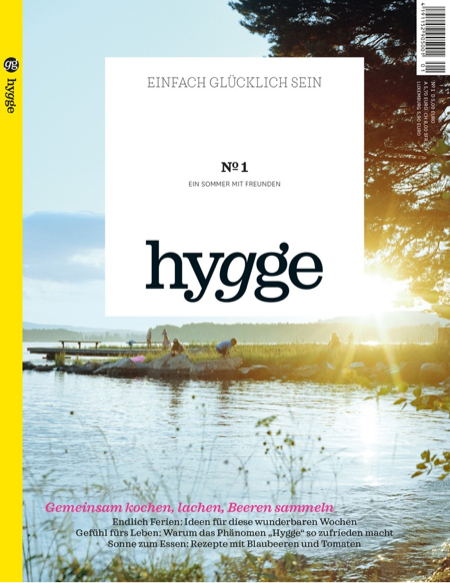 hygge
EINFACH GLÜCKLICH SEIN
№ 1
EIN SOMMER MIT FREUNDEN
hygge
Gemeinsam kochen, lachen, Beeren sammeln
Endlich Ferien: Ideen für diese wunderbaren Wochen
Gefühl fürs Leben: Warum das Phänomen „Hygge“ so zufrieden macht
Sonne zum Essen: Rezepte mit Blaubeeren und Tomaten